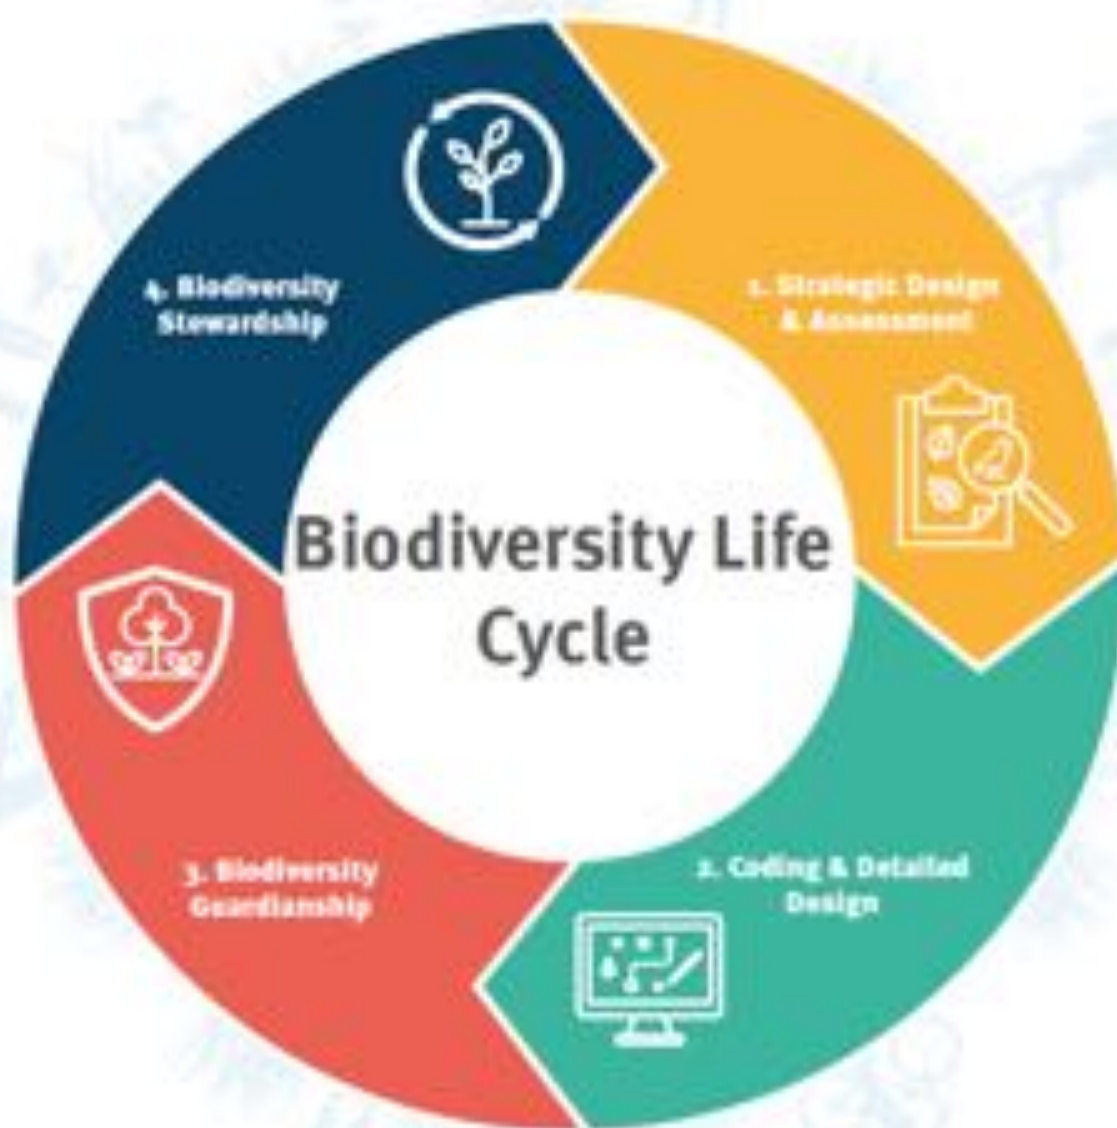 Biodiversity Life
Cycle
1. Strategic Design
& Assessment
2. Coding & Detailed
Design
3. Biodiversity
Guardianship
4. Biodiversity
Stewardship